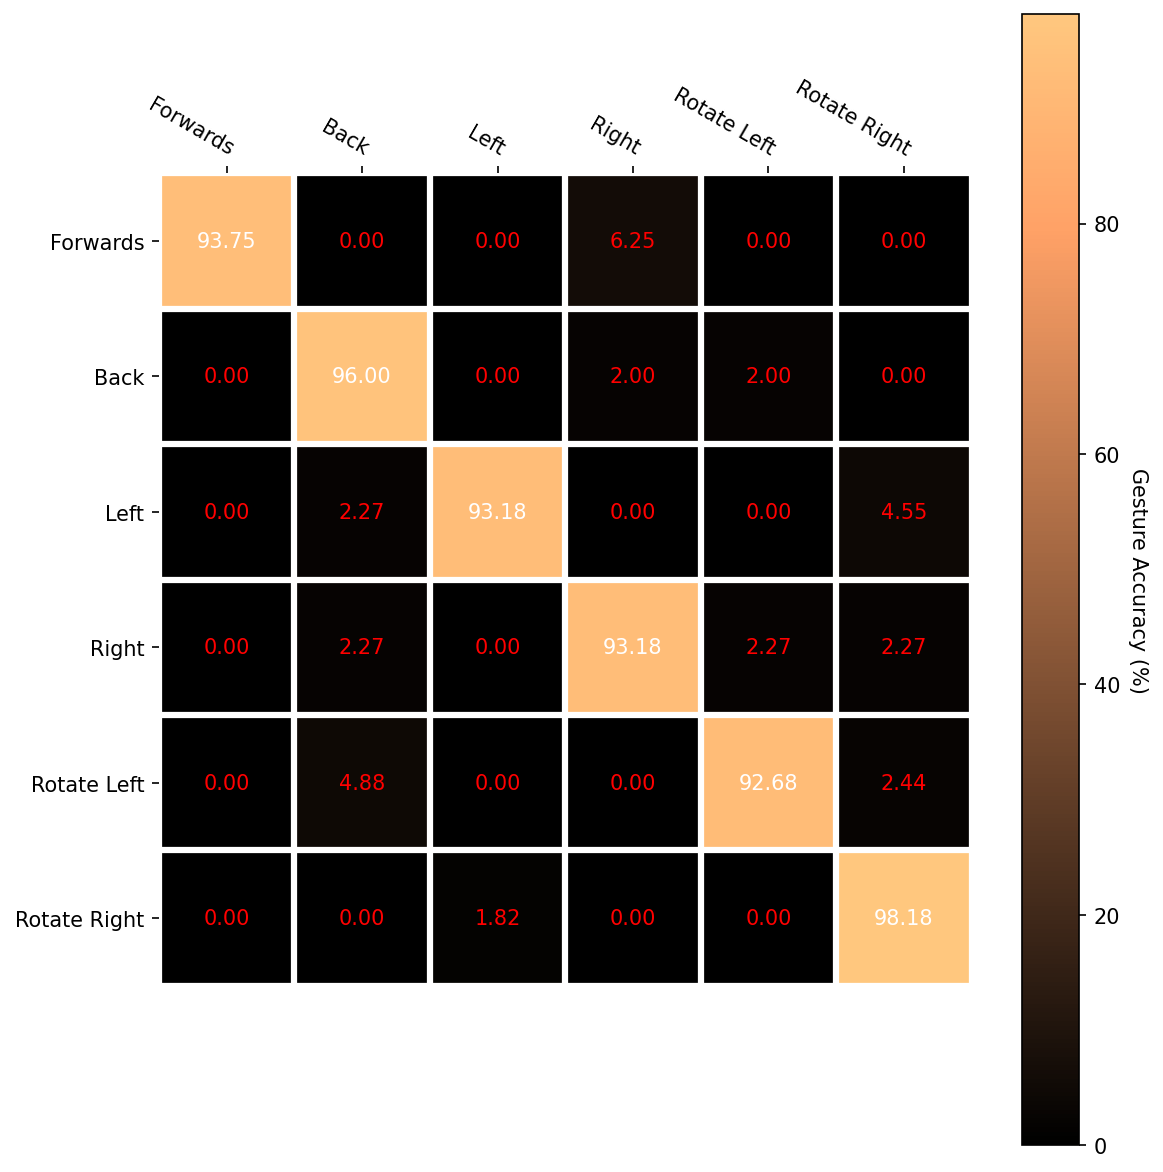 Forwards Back Left Right Rotate Left Rotate Right
Forwards 93.75 0.00 0.00 6.25 0.00 0.00
Back 0.00 96.00 0.00 2.00 2.00 0.00
Left 0.00 2.27 93.18 0.00 0.00 4.55
Right 0.00 2.27 0.00 93.18 2.27 2.27
Rotate Left 0.00 4.88 0.00 0.00 92.68 2.44
Rotate Right 0.00 0.00 1.82 0.00 0.00 98.18
80
60
40
20
0
Gesture Accuracy (%)